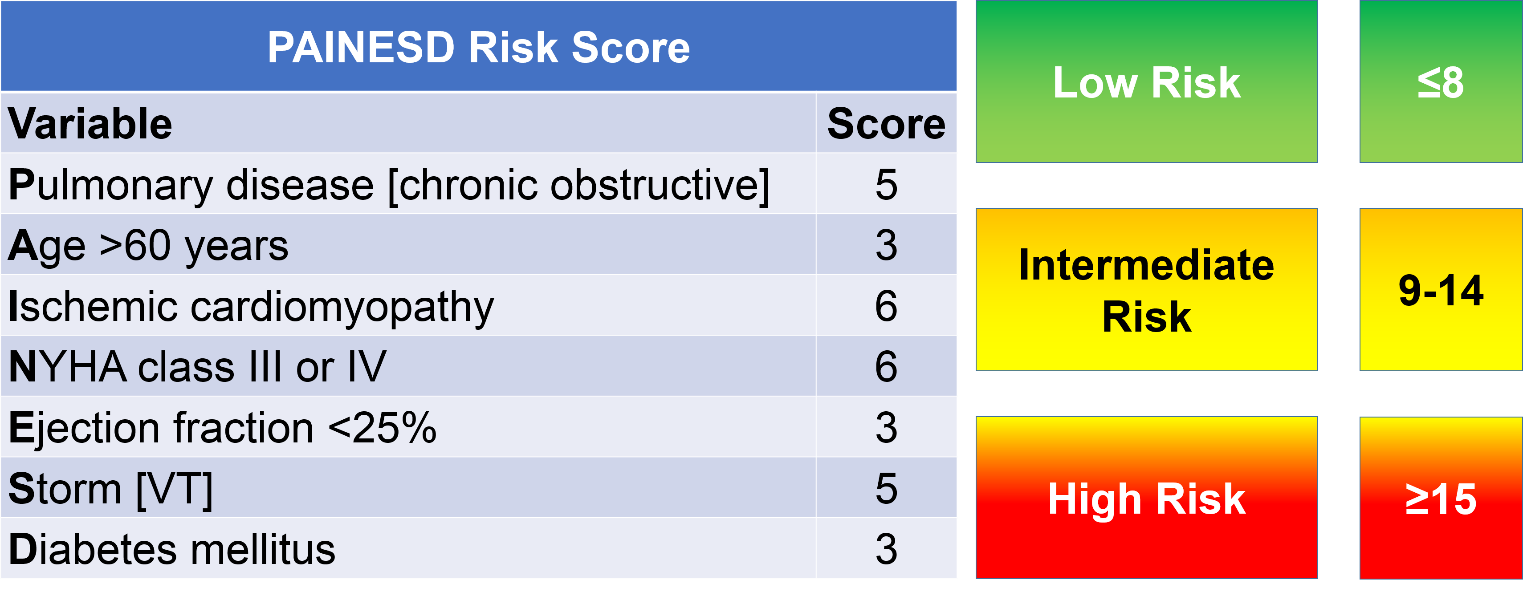 PAINESD Risk Score
Variable Score
Pulmonary disease [chronic obstructive] 5
Age >60 years 3
Ischemic cardiomyopathy 6
NYHA class III or IV 6
Ejection fraction <25% 3
Storm [VT] 5
Diabetes mellitus 3
Low Risk ≤8
Intermediate
Risk 9-14
High Risk ≥15